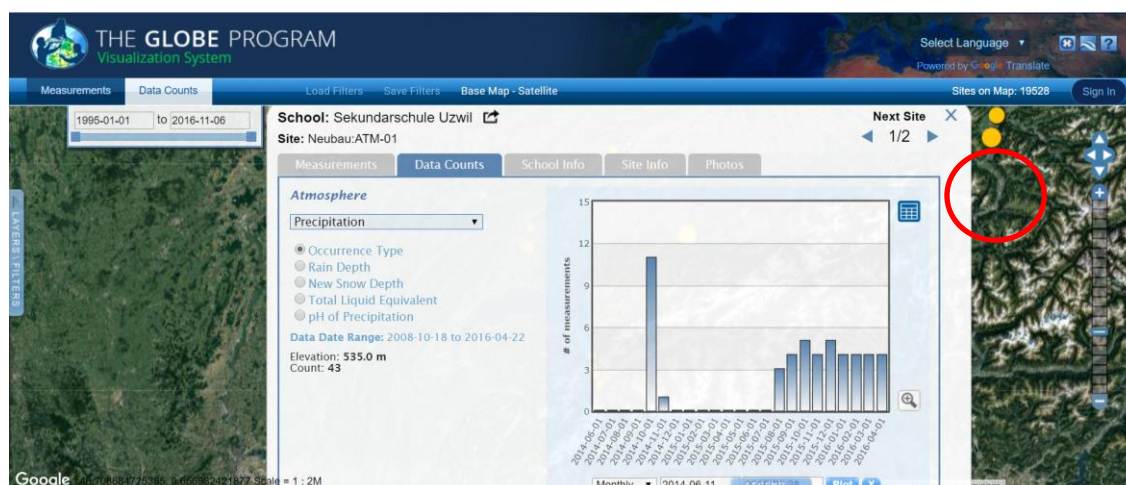 THE GLOBE PROGRAM
Visualization System
Select Language ▼
Powered by Google Translate
Measurements Data Counts Load Filters Save Filters Base Map - Satellite Sites on Map: 19528 Sign In
1995-01-01 to 2016-11-06
School: Sekundarschule Uzwil
Site: Neubau:ATM-01
Next Site X
1/2
Measurements Data Counts School Info Site Info Photos
LAYERS\FILTERS
Atmosphere
Precipitation
Occurrence Type
Rain Depth
New Snow Depth
Total Liquid Equivalent
pH of Precipitation
Data Date Range: 2008-10-18 to 2016-04-22
Elevation: 535.0 m
Count: 43
# of measurements
15
12
9
6
3
0
2014-06-01
2014-07-01
2014-08-01
2014-09-01
2014-10-01
2014-11-01
2014-12-01
2015-01-01
2015-02-01
2015-03-01
2015-04-01
2015-05-01
2015-06-01
2015-07-01
2015-08-01
2015-09-01
2015-10-01
2015-11-01
2015-12-01
2016-01-01
2016-02-01
2016-03-01
2016-04-01
Monthly 2014-06-11 Plot X
Google Scale = 1 : 2M